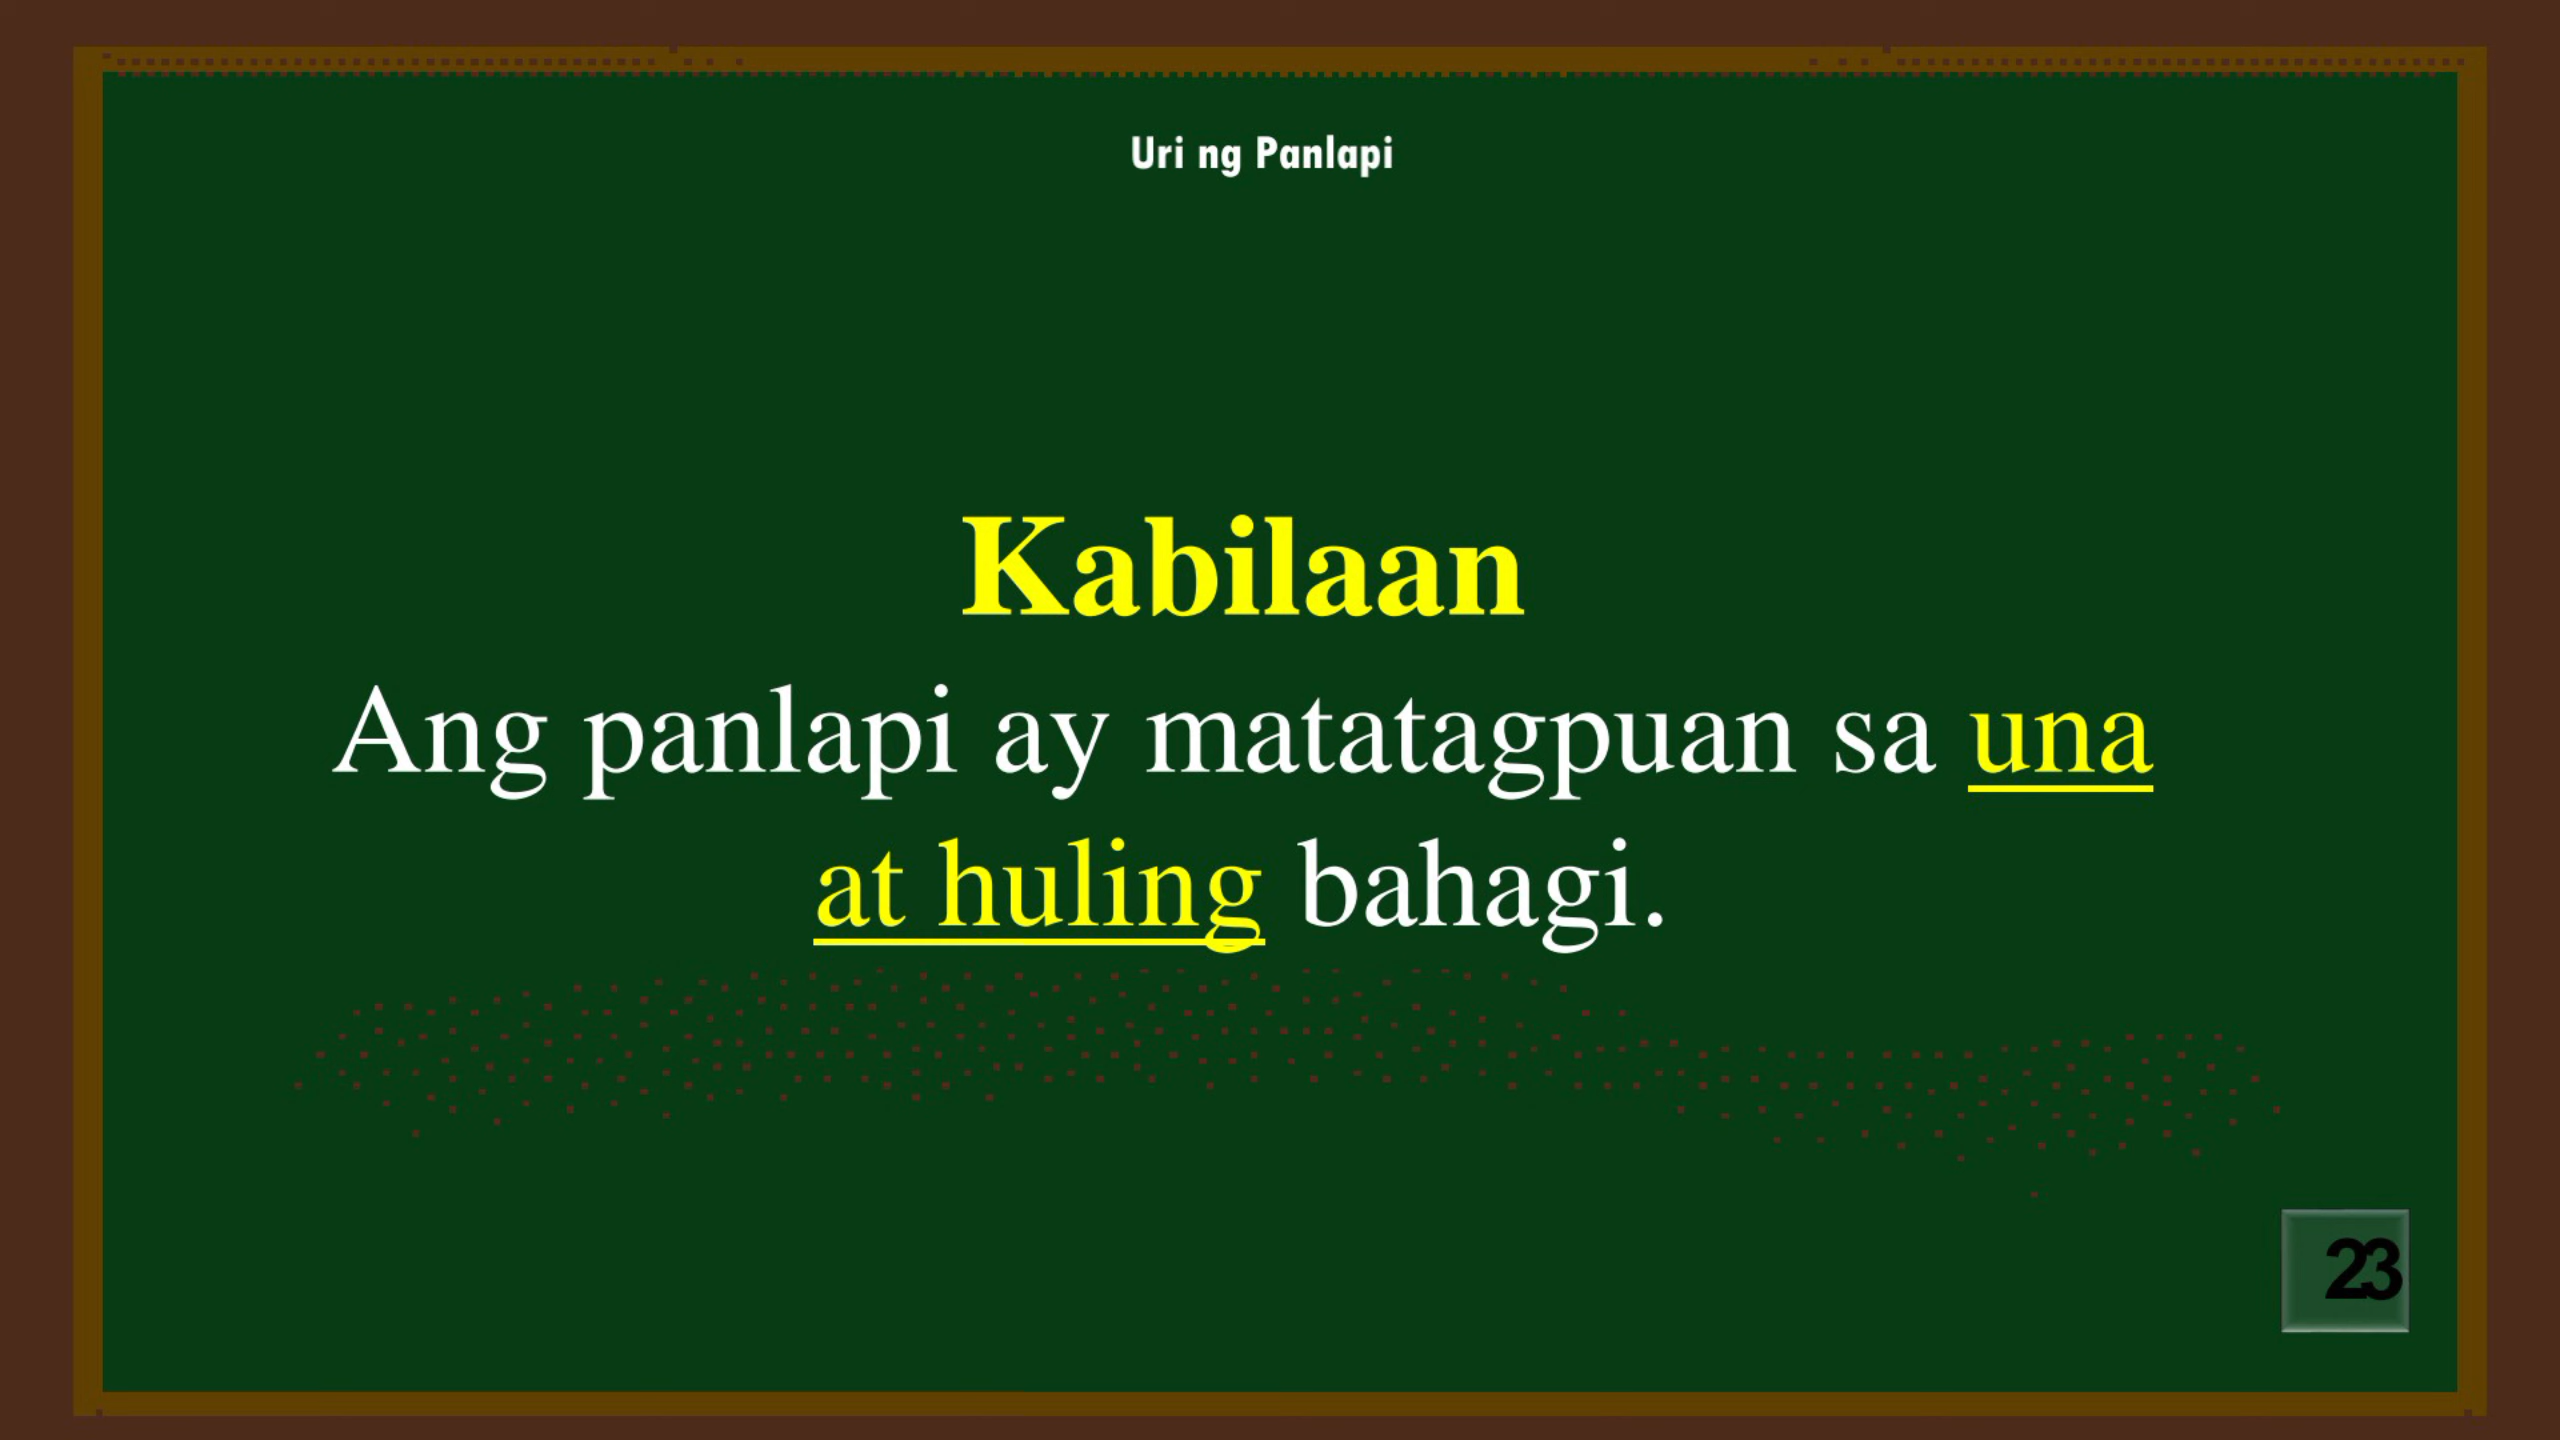 Uri ng Panlapi
Kabilaan
Ang panlapi ay matatagpuan sa una
at huling bahagi.
23